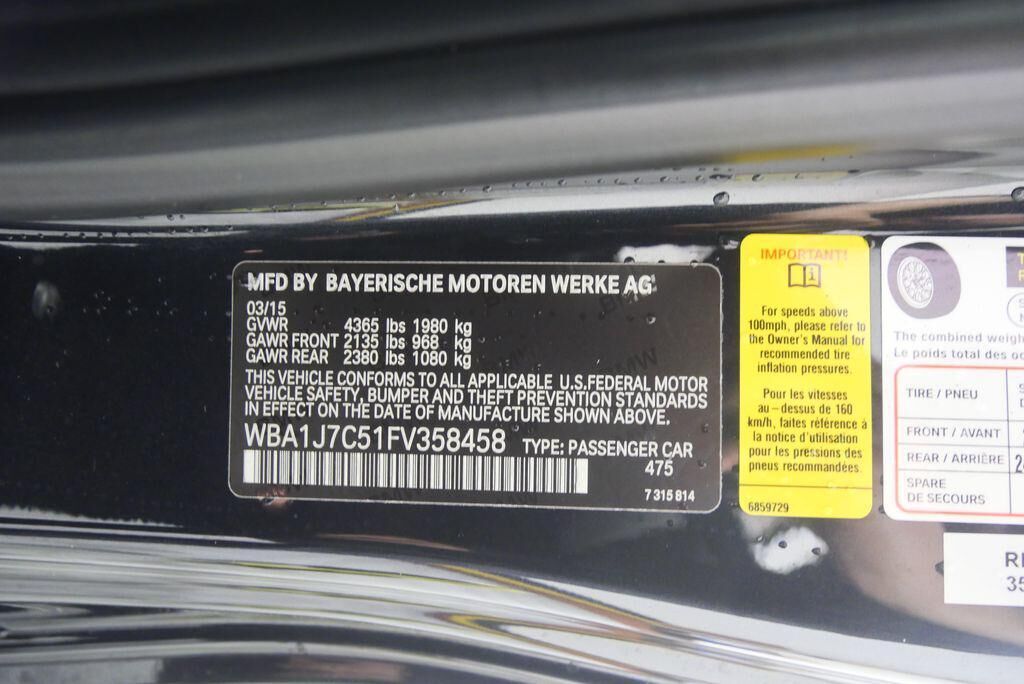 MFD BY BAYERISCHE MOTOREN WERKE AG
03/15
GVWR 4365 lbs 1980 kg
GAWR FRONT 2135 lbs 968 kg
GAWR REAR 2380 lbs 1080 kg
THIS VEHICLE CONFORMS TO ALL APPLICABLE U.S.FEDERAL MOTOR
VEHICLE SAFETY, BUMPER AND THEFT PREVENTION STANDARDS
IN EFFECT ON THE DATE OF MANUFACTURE SHOWN ABOVE.
WBA1J7C51FV358458 TYPE: PASSENGER CAR
475
7 315 814
IMPORTANT!
For speeds above
100mph, please refer to
the Owner's Manual for
recommended tire
inflation pressures.
Pour les vitesses
au-dessus de 160
km/h, faites référence à
la notice d'utilisation
pour les pressions des
pneus recommandées.
6859729
The combined
Le poids total des
TIRE / PNEU
FRONT / AVANT
REAR / ARRIÈRE
SPARE
DE SECOURS